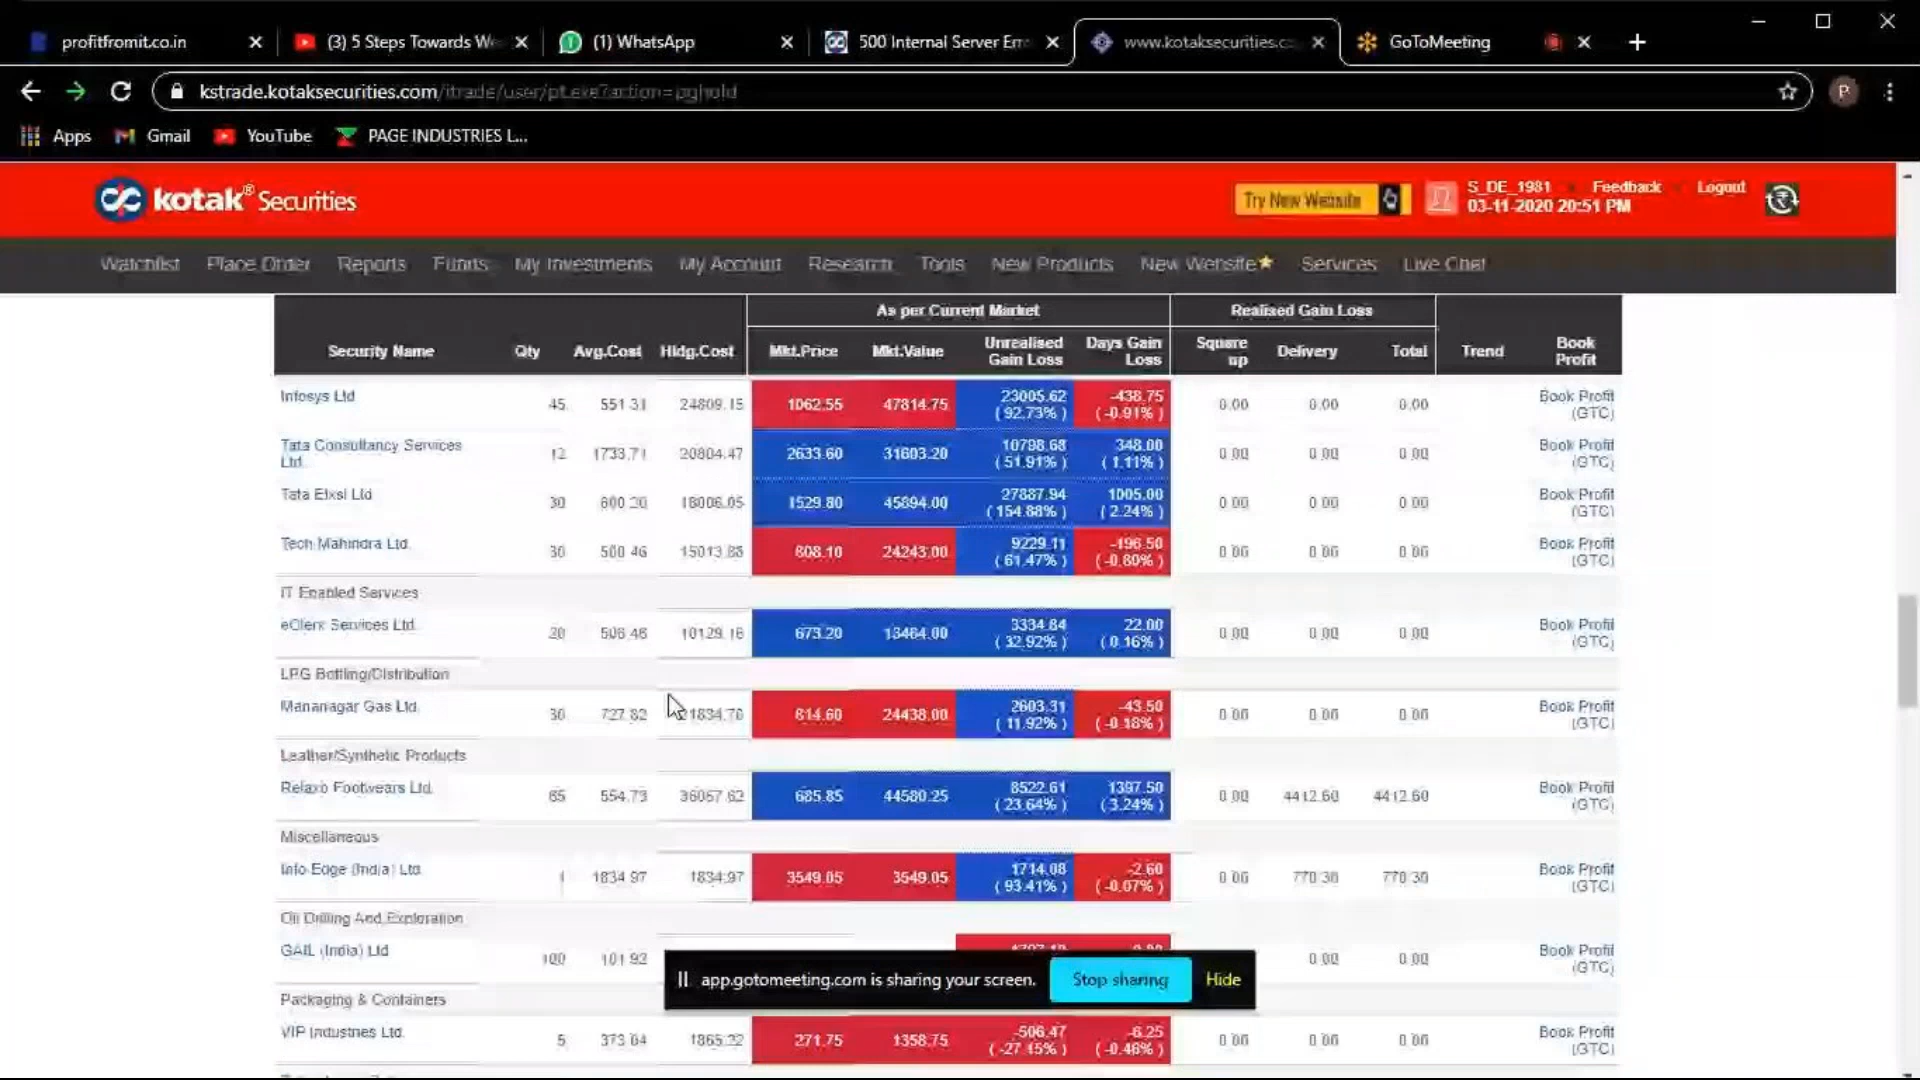 profitfromit.co.in
(3) 5 Steps Towards W
(1) WhatsApp
500 Internal Server Err
www.kotaksecurities.c
GoToMeeting
kstrade.kotaksecurities.com/itrade/user/pt.exe?action=pghold
P
Apps Gmail YouTube PAGE INDUSTRIES L...
kotak® Securities
Try New Website
S_DE_1981 Feedback Logout
03-11-2020 20:51 PM
Watchlist Place Order Reports Funds My Investments My Account Research Tools New Products New Website Services Live Chat
As per Current Market Realised Gain Loss
Security Name Qty Avg.Cost Hldg.Cost Mkt.Price Mkt.Value Unrealised Gain Loss Days Gain Loss Square up Delivery Total Trend Book Profit
Infosys Ltd 45 551.31 24809.15 1062.55 47814.75 23005.62 ( 92.73% ) -438.75 ( -0.91% ) 0.00 0.00 0.00 Book Profit (GTC)
Tata Consultancy Services Ltd. 12 1733.71 20804.47 2633.60 31603.20 10798.68 ( 51.91% ) 348.00 ( 1.11% ) 0.00 0.00 0.00 Book Profit (GTC)
Tata Elxsi Ltd 30 600.20 18006.05 1529.80 45894.00 27887.94 ( 154.88% ) 1005.00 ( 2.24% ) 0.00 0.00 0.00 Book Profit (GTC)
Tech Mahindra Ltd. 30 500.46 15013.88 808.10 24243.00 9229.11 ( 61.47% ) -196.50 ( -0.80% ) 0.00 0.00 0.00 Book Profit (GTC)
IT Enabled Services
eClerx Services Ltd. 20 506.46 10129.16 673.20 13464.00 3334.84 ( 32.92% ) 22.00 ( 0.16% ) 0.00 0.00 0.00 Book Profit (GTC)
LPG Bottling/Distribution
Mahanagar Gas Ltd. 30 727.82 21834.70 814.60 24438.00 2603.31 ( 11.92% ) -43.50 ( -0.18% ) 0.00 0.00 0.00 Book Profit (GTC)
Leather/Synthetic Products
Relaxo Footwears Ltd. 65 554.73 36057.62 685.85 44580.25 8522.61 ( 23.64% ) 1397.50 ( 3.24% ) 0.00 4412.60 4412.60 Book Profit (GTC)
Miscellaneous
Info Edge (India) Ltd. 1 1834.97 1834.97 3549.05 3549.05 1714.08 ( 93.41% ) -2.60 ( -0.07% ) 0.00 770.30 770.30 Book Profit (GTC)
Oil Drilling And Exploration
GAIL (India) Ltd 100 101.92 0.00 0.00 0.00 Book Profit (GTC)
app.gotomeeting.com is sharing your screen. Stop sharing Hide
Packaging & Containers
VIP Industries Ltd. 5 373.04 1865.22 271.75 1358.75 -506.47 ( -27.15% ) -6.25 ( -0.46% ) 0.00 0.00 0.00 Book Profit (GTC)